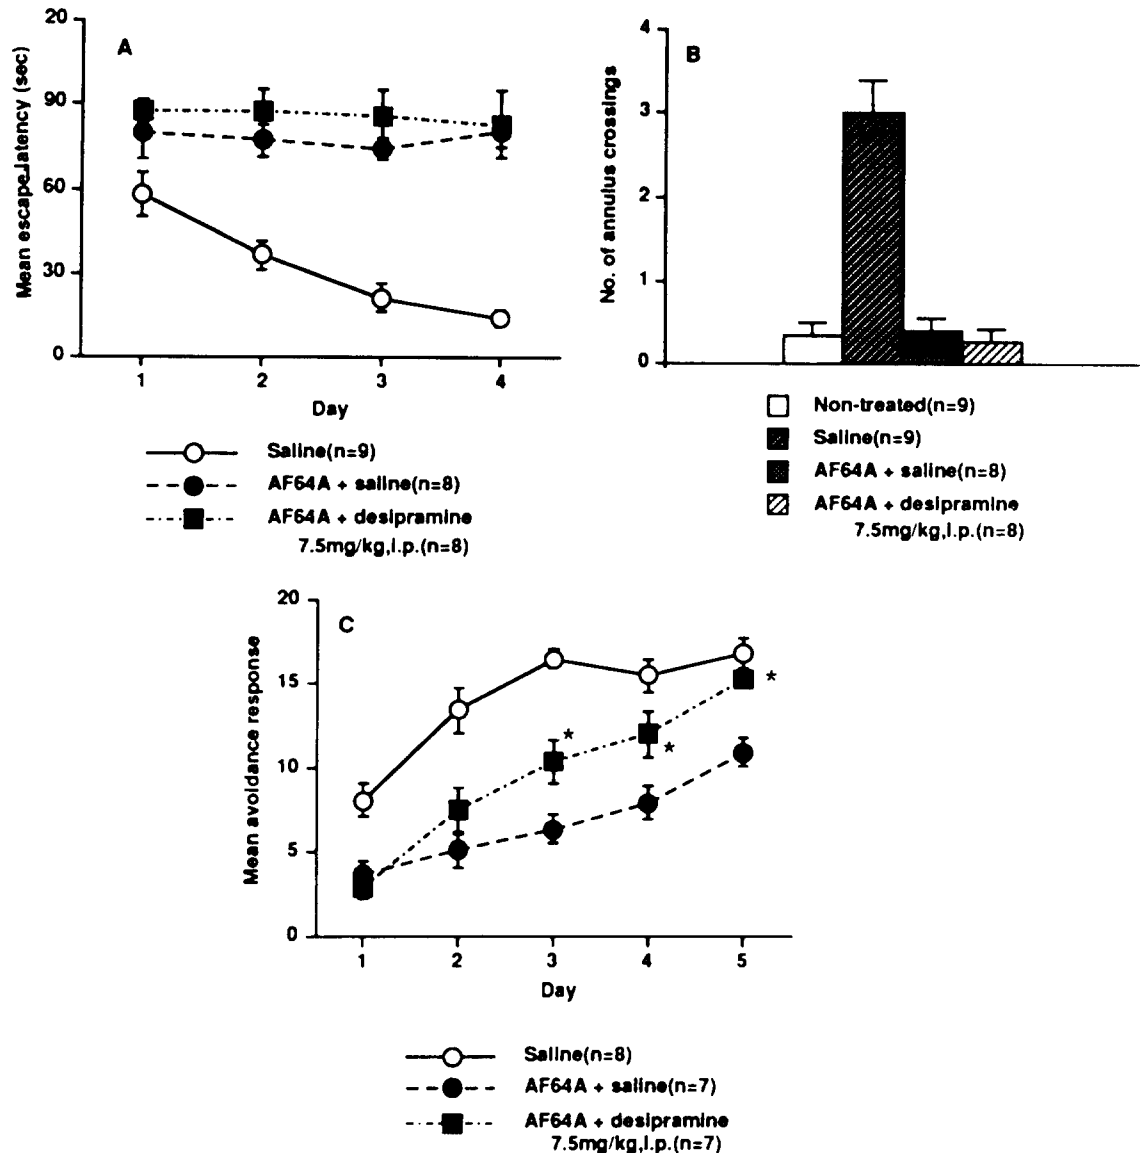 A
Mean escape latency (sec)
20
90
60
30
0
1 2 3 4
Day
Saline(n=9)
AF64A + saline(n=8)
AF64A + desipramine
7.5mg/kg,i.p.(n=8)
B
No. of annulus crossings
4
3
2
1
0
Non-treated(n=9)
Saline(n=9)
AF64A + saline(n=8)
AF64A + desipramine
7.5mg/kg,i.p.(n=8)
C
Mean avoidance response
20
15
10
5
0
*
*
*
1 2 3 4 5
Day
Saline(n=8)
AF64A + saline(n=7)
AF64A + desipramine
7.5mg/kg,i.p.(n=7)